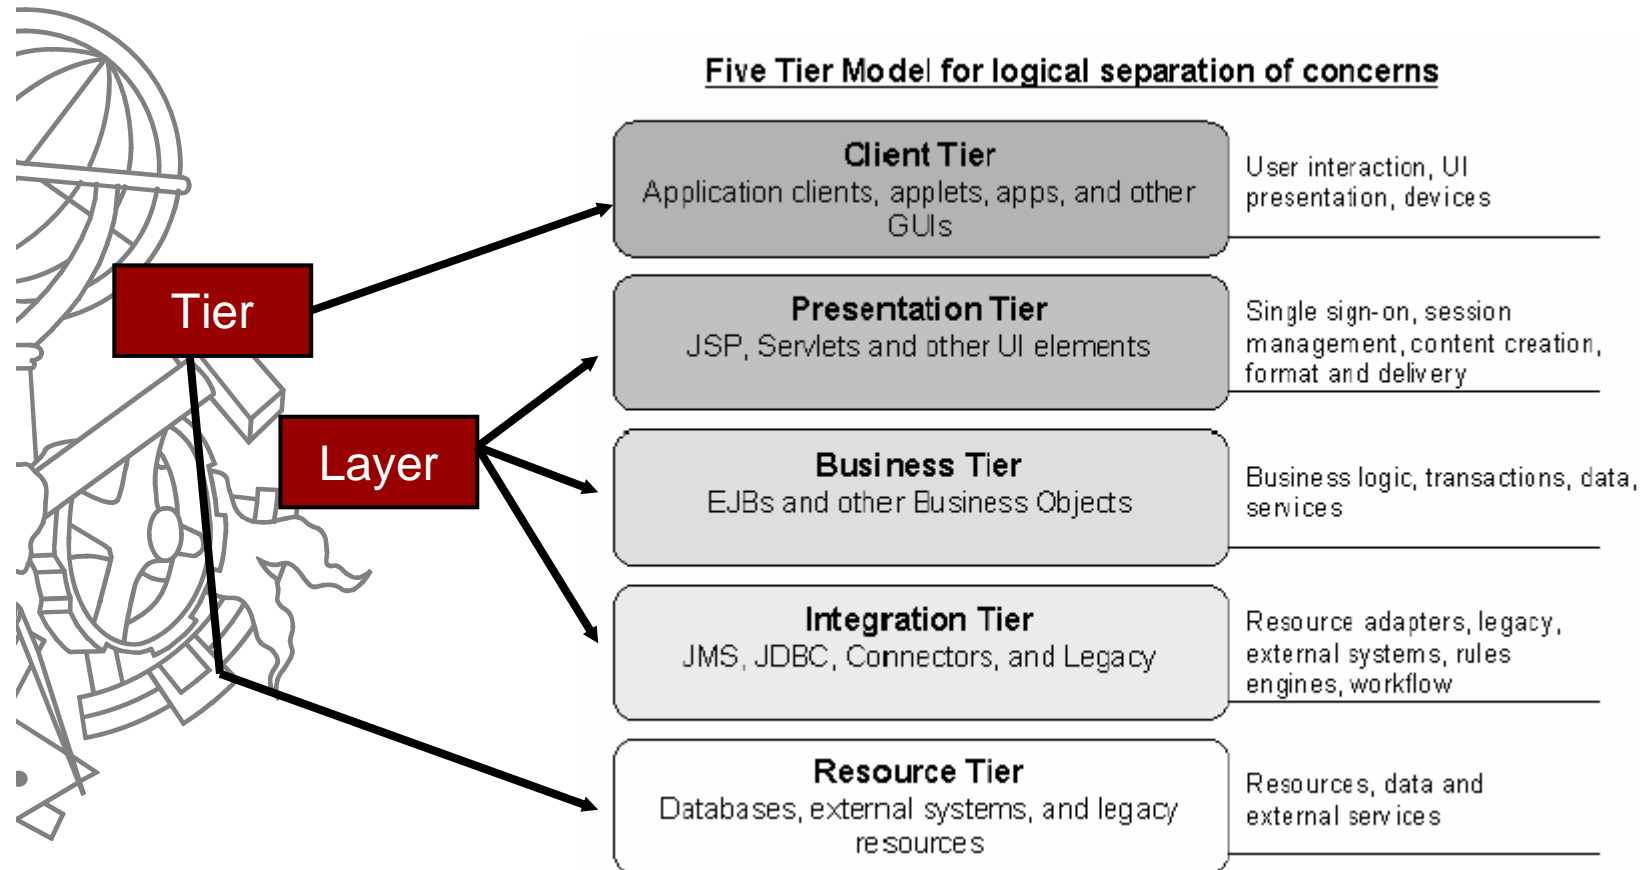 Five Tier Model for logical separation of concerns
Client Tier
Application clients, applets, apps, and other
GUIs
User interaction, UI
presentation, devices
Tier
Presentation Tier
JSP, Servlets and other UI elements
Single sign-on, session
management, content creation,
format and delivery
Layer
Business Tier
EJBs and other Business Objects
Business logic, transactions, data,
services
Integration Tier
JMS, JDBC, Connectors, and Legacy
Resource adapters, legacy,
external systems, rules
engines, workflow
Resource Tier
Databases, external systems, and legacy
resources
Resources, data and
external services